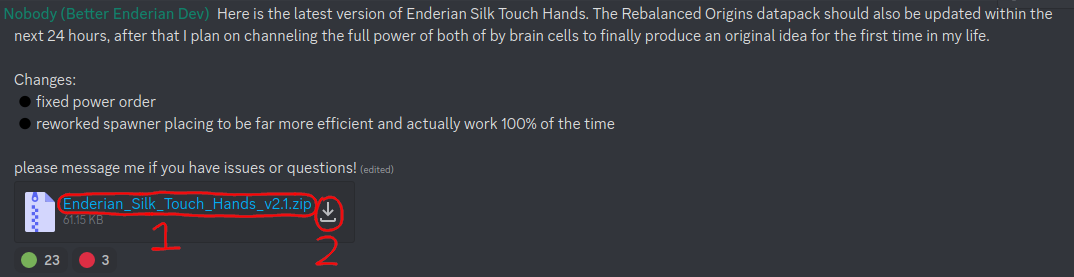 Nobody (Better Enderian Dev) Here is the latest version of Enderian Silk Touch Hands. The Rebalanced Origins datapack should also be updated within the
next 24 hours, after that I plan on channeling the full power of both of by brain cells to finally produce an original idea for the first time in my life.
Changes:
● fixed power order
● reworked spawner placing to be far more efficient and actually work 100% of the time
please message me if you have issues or questions! (edited)
Enderian_Silk_Touch_Hands_v2.1.zip
61.15 KB
1
2
23 3